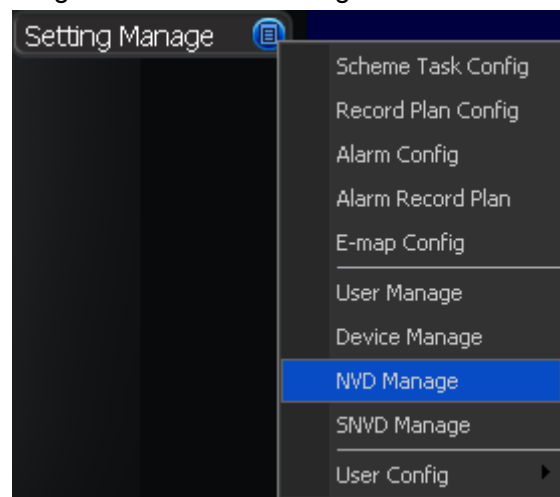 Setting Manage
Scheme Task Config
Record Plan Config
Alarm Config
Alarm Record Plan
E-map Config
User Manage
Device Manage
NVD Manage
SNVD Manage
User Config